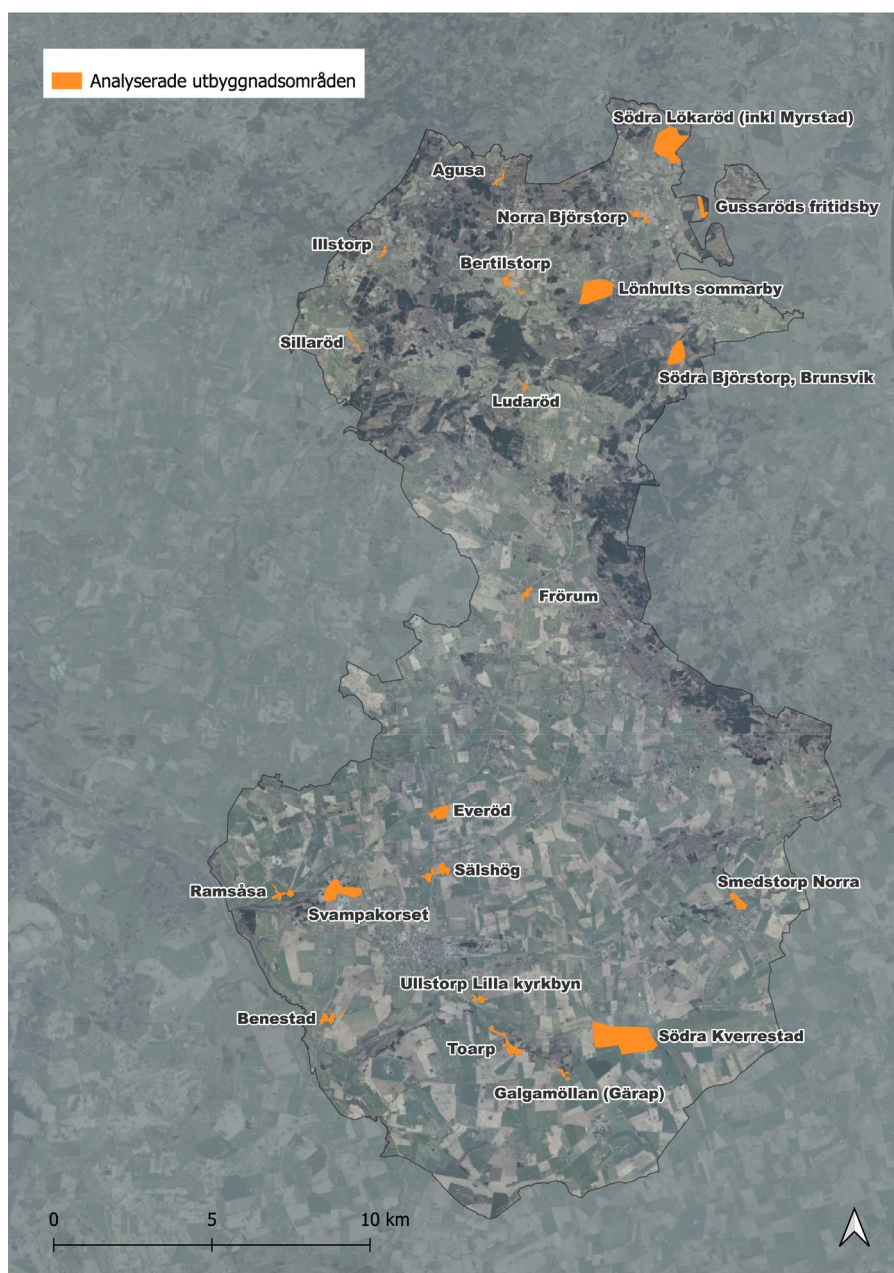 Analyserade utbyggnadsområden
Södra Lökaröd (inkl Myrstad)
Agusa
Gussaröds fritidsby
Norra Björstorp
Illstorp
Bertilstorp
Lönhults sommarby
Sillaröd
Södra Björstorp, Brunsvik
Ludaröd
Frörum
Everöd
Sälshög
Smedstorp Norra
Ramsåsa
Svampakorset
Ullstorp Lilla kyrkbyn
Benestad
Södra Kverrestad
Toarp
Galgamöllan (Gärap)
0 5 10 km